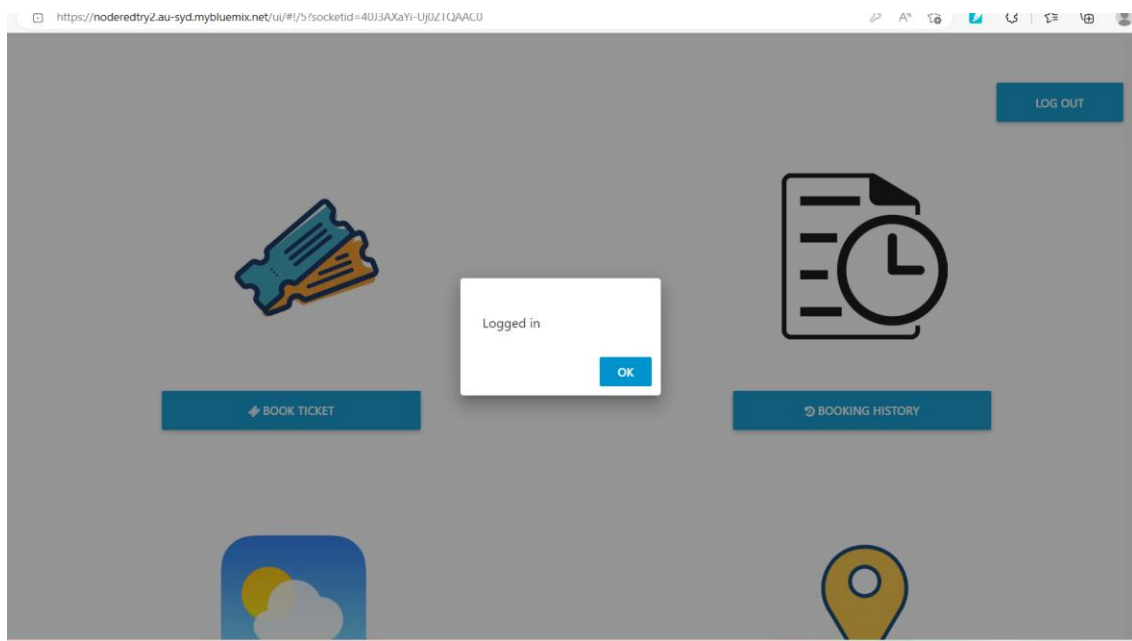 https://noderedtry2.au-syd.mybluemix.net/ui/#!/5?socketid=40J3AXaYi-Uj0Z1QAAC0
LOG OUT
Logged in
OK
BOOK TICKET
BOOKING HISTORY